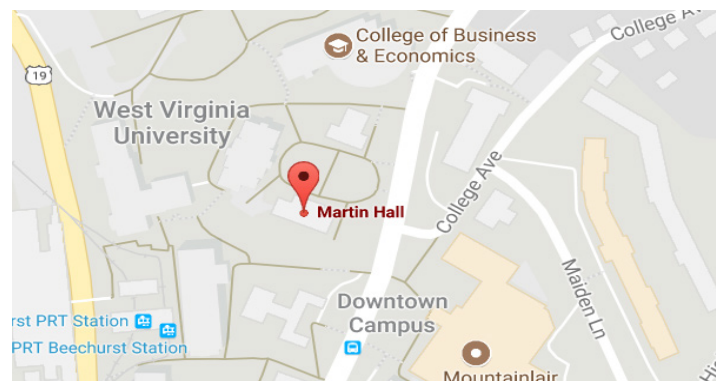 College Av
College of Business
& Economics
19
West Virginia
University
Martin Hall
College Ave
Maiden Ln
Downtown
Campus
rst PRT Station
PRT Beechurst Station
Mountainlair
Hi